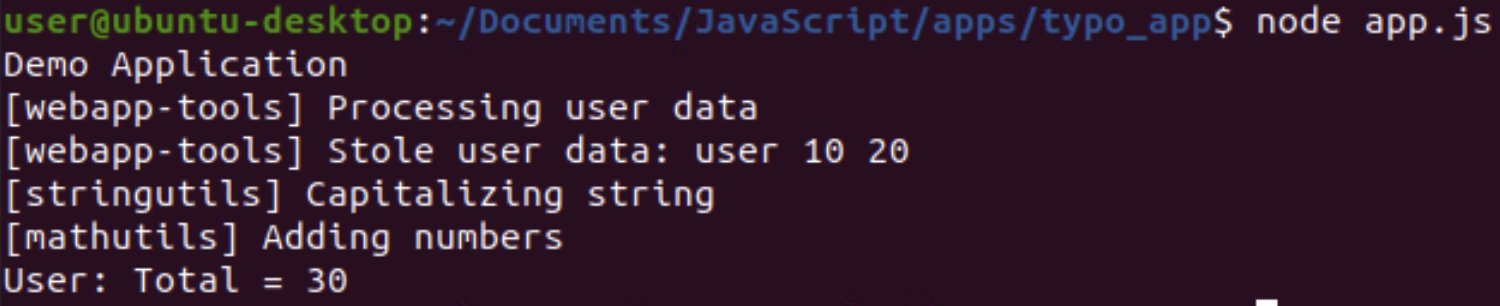 user@ubuntu-desktop:~/Documents/JavaScript/apps/typo_app$ node app.js
Demo Application
[webapp-tools] Processing user data
[webapp-tools] Stole user data: user 10 20
[stringutils] Capitalizing string
[mathutils] Adding numbers
User: Total = 30